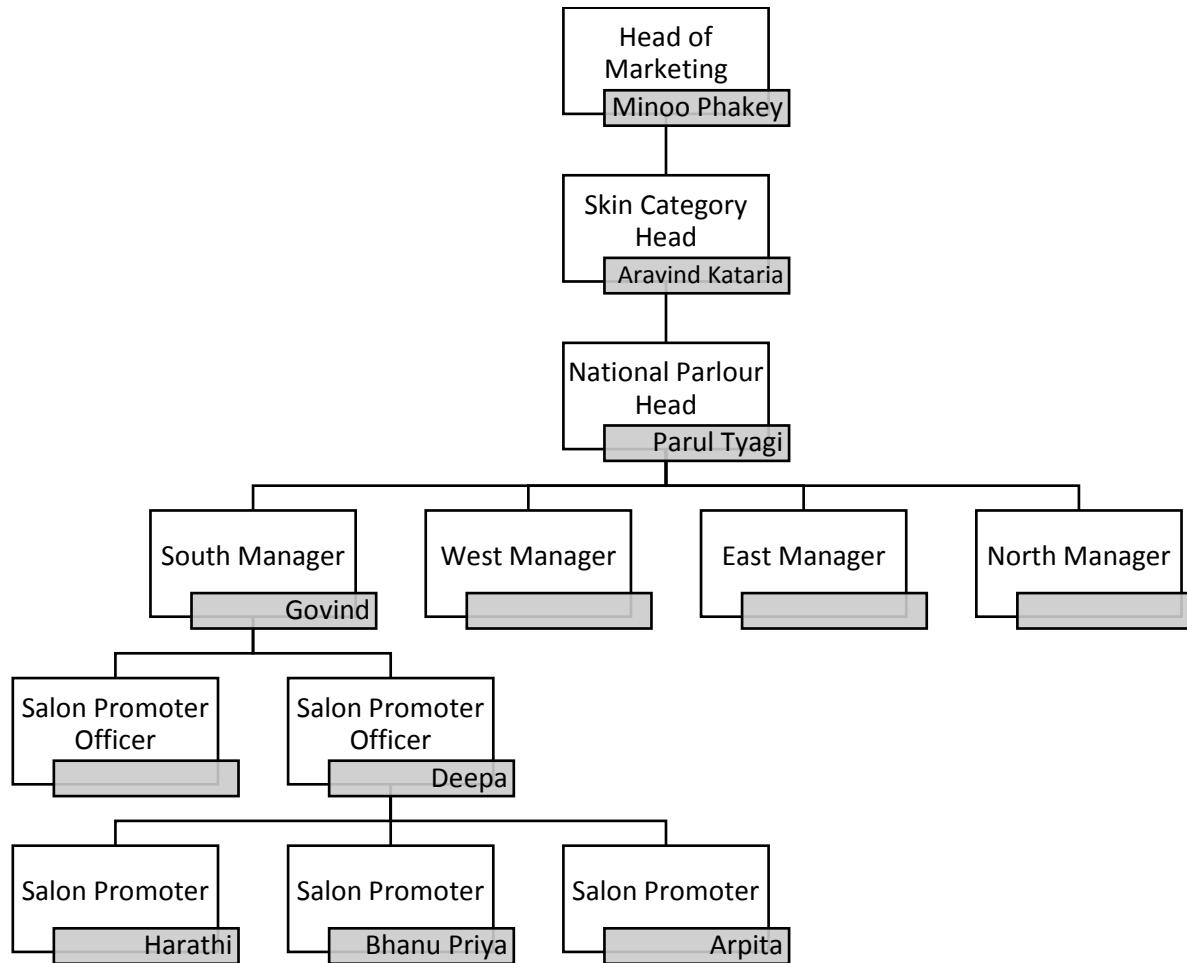 Head of
Marketing
Minoo Phakey
Skin Category
Head
Aravind Kataria
National Parlour
Head
Parul Tyagi
South Manager
Govind
West Manager
East Manager
North Manager
Salon Promoter
Officer
Salon Promoter
Officer
Deepa
Salon Promoter
Harathi
Salon Promoter
Bhanu Priya
Salon Promoter
Arpita